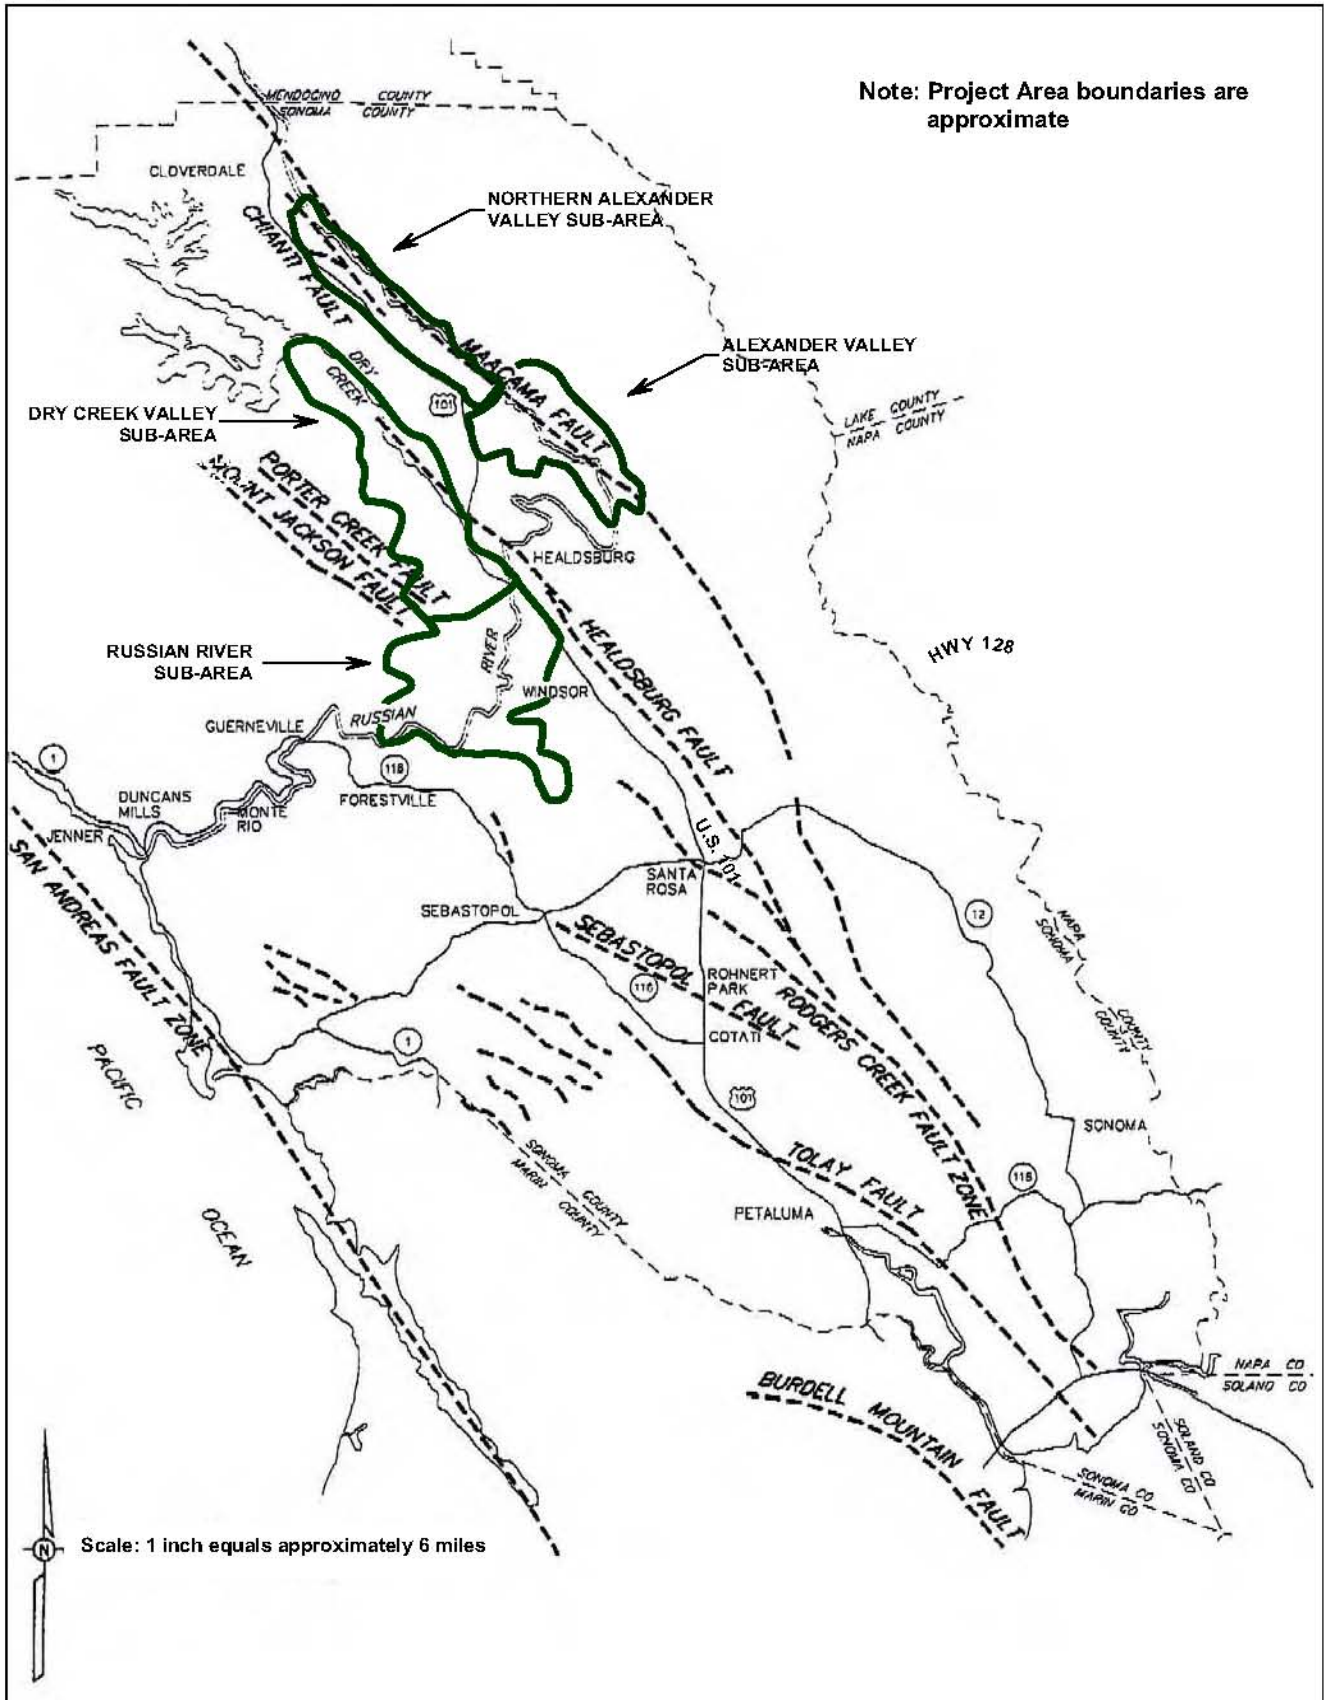 Note: Project Area boundaries are
approximate
MENDOCINO COUNTY
SONOMA COUNTY
CLOVERDALE
NORTHERN ALEXANDER
VALLEY SUB-AREA
CHIANTI FAULT
ALEXANDER VALLEY
SUB-AREA
MAACAMA FAULT
DRY
CREEK
101
DRY CREEK VALLEY
SUB-AREA
LAKE COUNTY
NAPA COUNTY
PORTER CREEK FAULT
MOUNT JACKSON FAULT
HEALDSBURG
RUSSIAN RIVER
SUB-AREA
RIVER
HEALDSBURG FAULT
HWY 128
WINDSOR
RUSSIAN
GUERNEVILLE
1
116
DUNCANS
MILLS
MONTE
RIO
FORESTVILLE
JENNER
U.S. 101
SANTA
ROSA
SAN ANDREAS FAULT ZONE
SEBASTOPOL
12
NAPA COUNTY
SONOMA COUNTY
SEBASTOPOL FAULT
116
ROHNERT
PARK
RODGERS CREEK FAULT ZONE
COTATI
1
PACIFIC
101
SONOMA
SONOMA COUNTY
MARIN COUNTY
TOLAY FAULT
116
PETALUMA
OCEAN
NAPA CO
SOLANO CO
BURDELL MOUNTAIN FAULT
SOLANO CO
SONOMA CO
SONOMA CO
MARIN CO
N
Scale: 1 inch equals approximately 6 miles